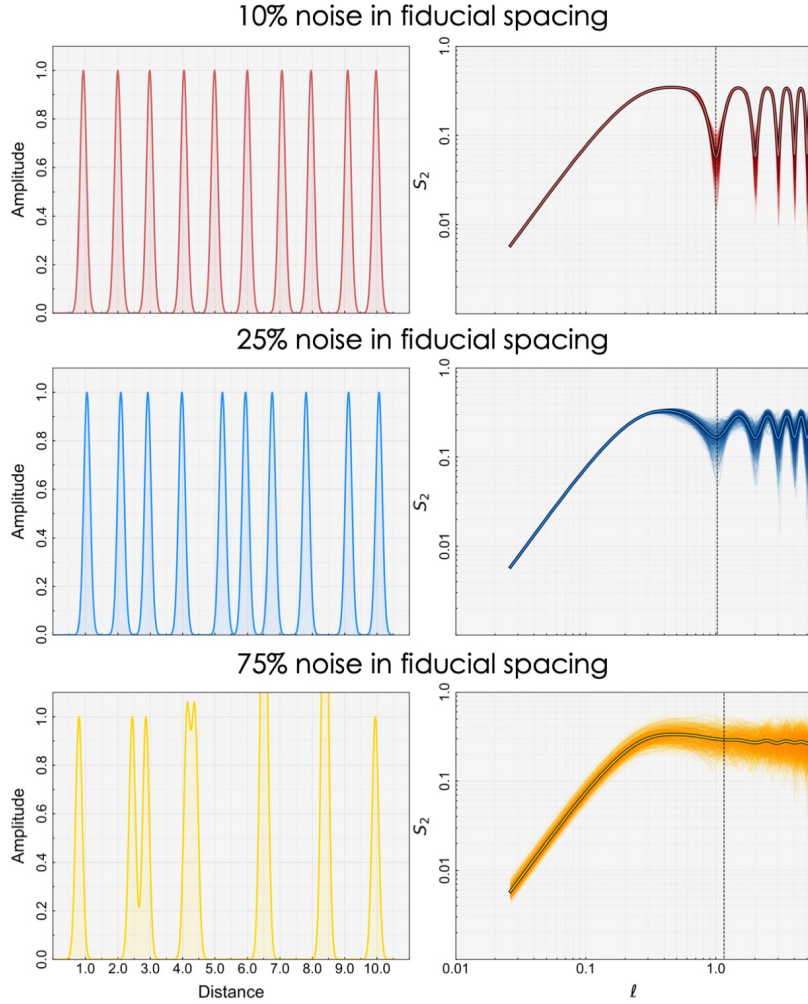 10% noise in fiducial spacing
Amplitude
1.0
0.8
0.6
0.4
0.2
0.0
S₂
1.0
0.1
0.01
25% noise in fiducial spacing
Amplitude
1.0
0.8
0.6
0.4
0.2
0.0
S₂
1.0
0.1
0.01
75% noise in fiducial spacing
Amplitude
1.0
0.8
0.6
0.4
0.2
0.0
1.0 2.0 3.0 4.0 5.0 6.0 7.0 8.0 9.0 10.0
Distance
S₂
1.0
0.1
0.01
0.01 0.1 1.0
ℓ